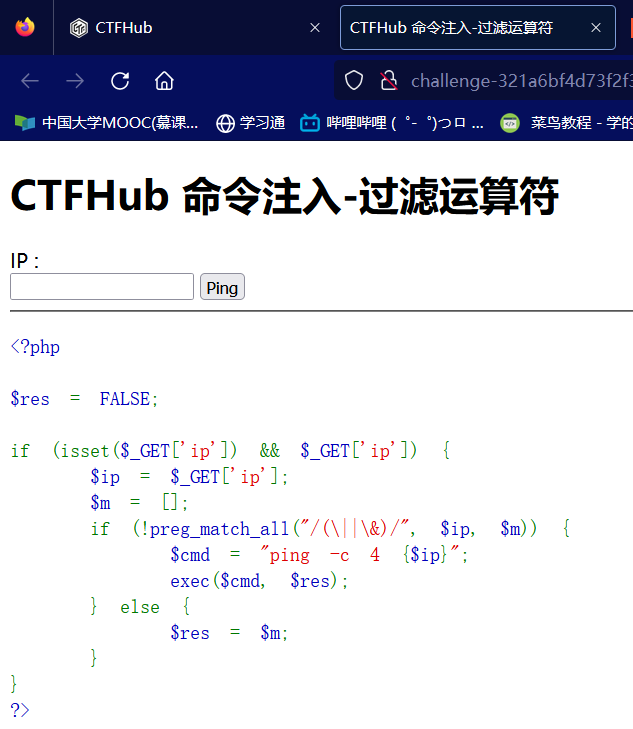 CTFHub
CTFHub 命令注入-过滤运算符
challenge-321a6bf4d73f2f3
中国大学MOOC(慕课...
学习通
哔哩哔哩 (゜-゜)つロ ...
菜鸟教程 - 学的
CTFHub 命令注入-过滤运算符
IP :
Ping
<?php
$res = FALSE;
if (isset($_GET['ip']) && $_GET['ip']) {
$ip = $_GET['ip'];
$m = [];
if (!preg_match_all("/(\||\&)/", $ip, $m)) {
$cmd = "ping -c 4 {$ip}";
exec($cmd, $res);
} else {
$res = $m;
}
}
?>